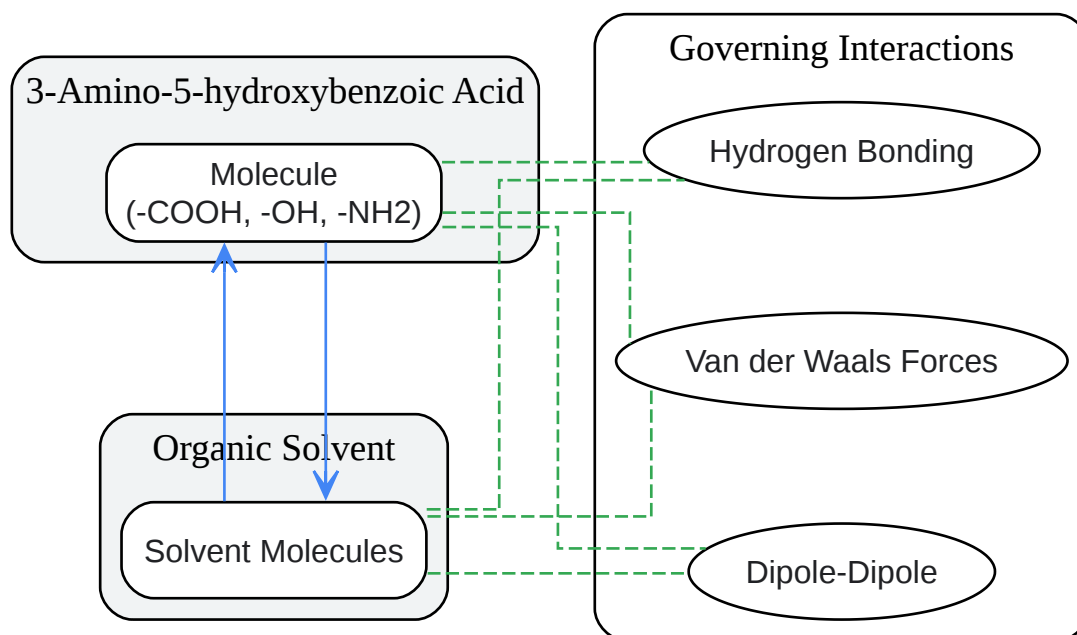 3-Amino-5-hydroxybenzoic Acid
Molecule
(-COOH, -OH, -NH2)
Organic Solvent
Solvent Molecules
Governing Interactions
Hydrogen Bonding
Van der Waals Forces
Dipole-Dipole